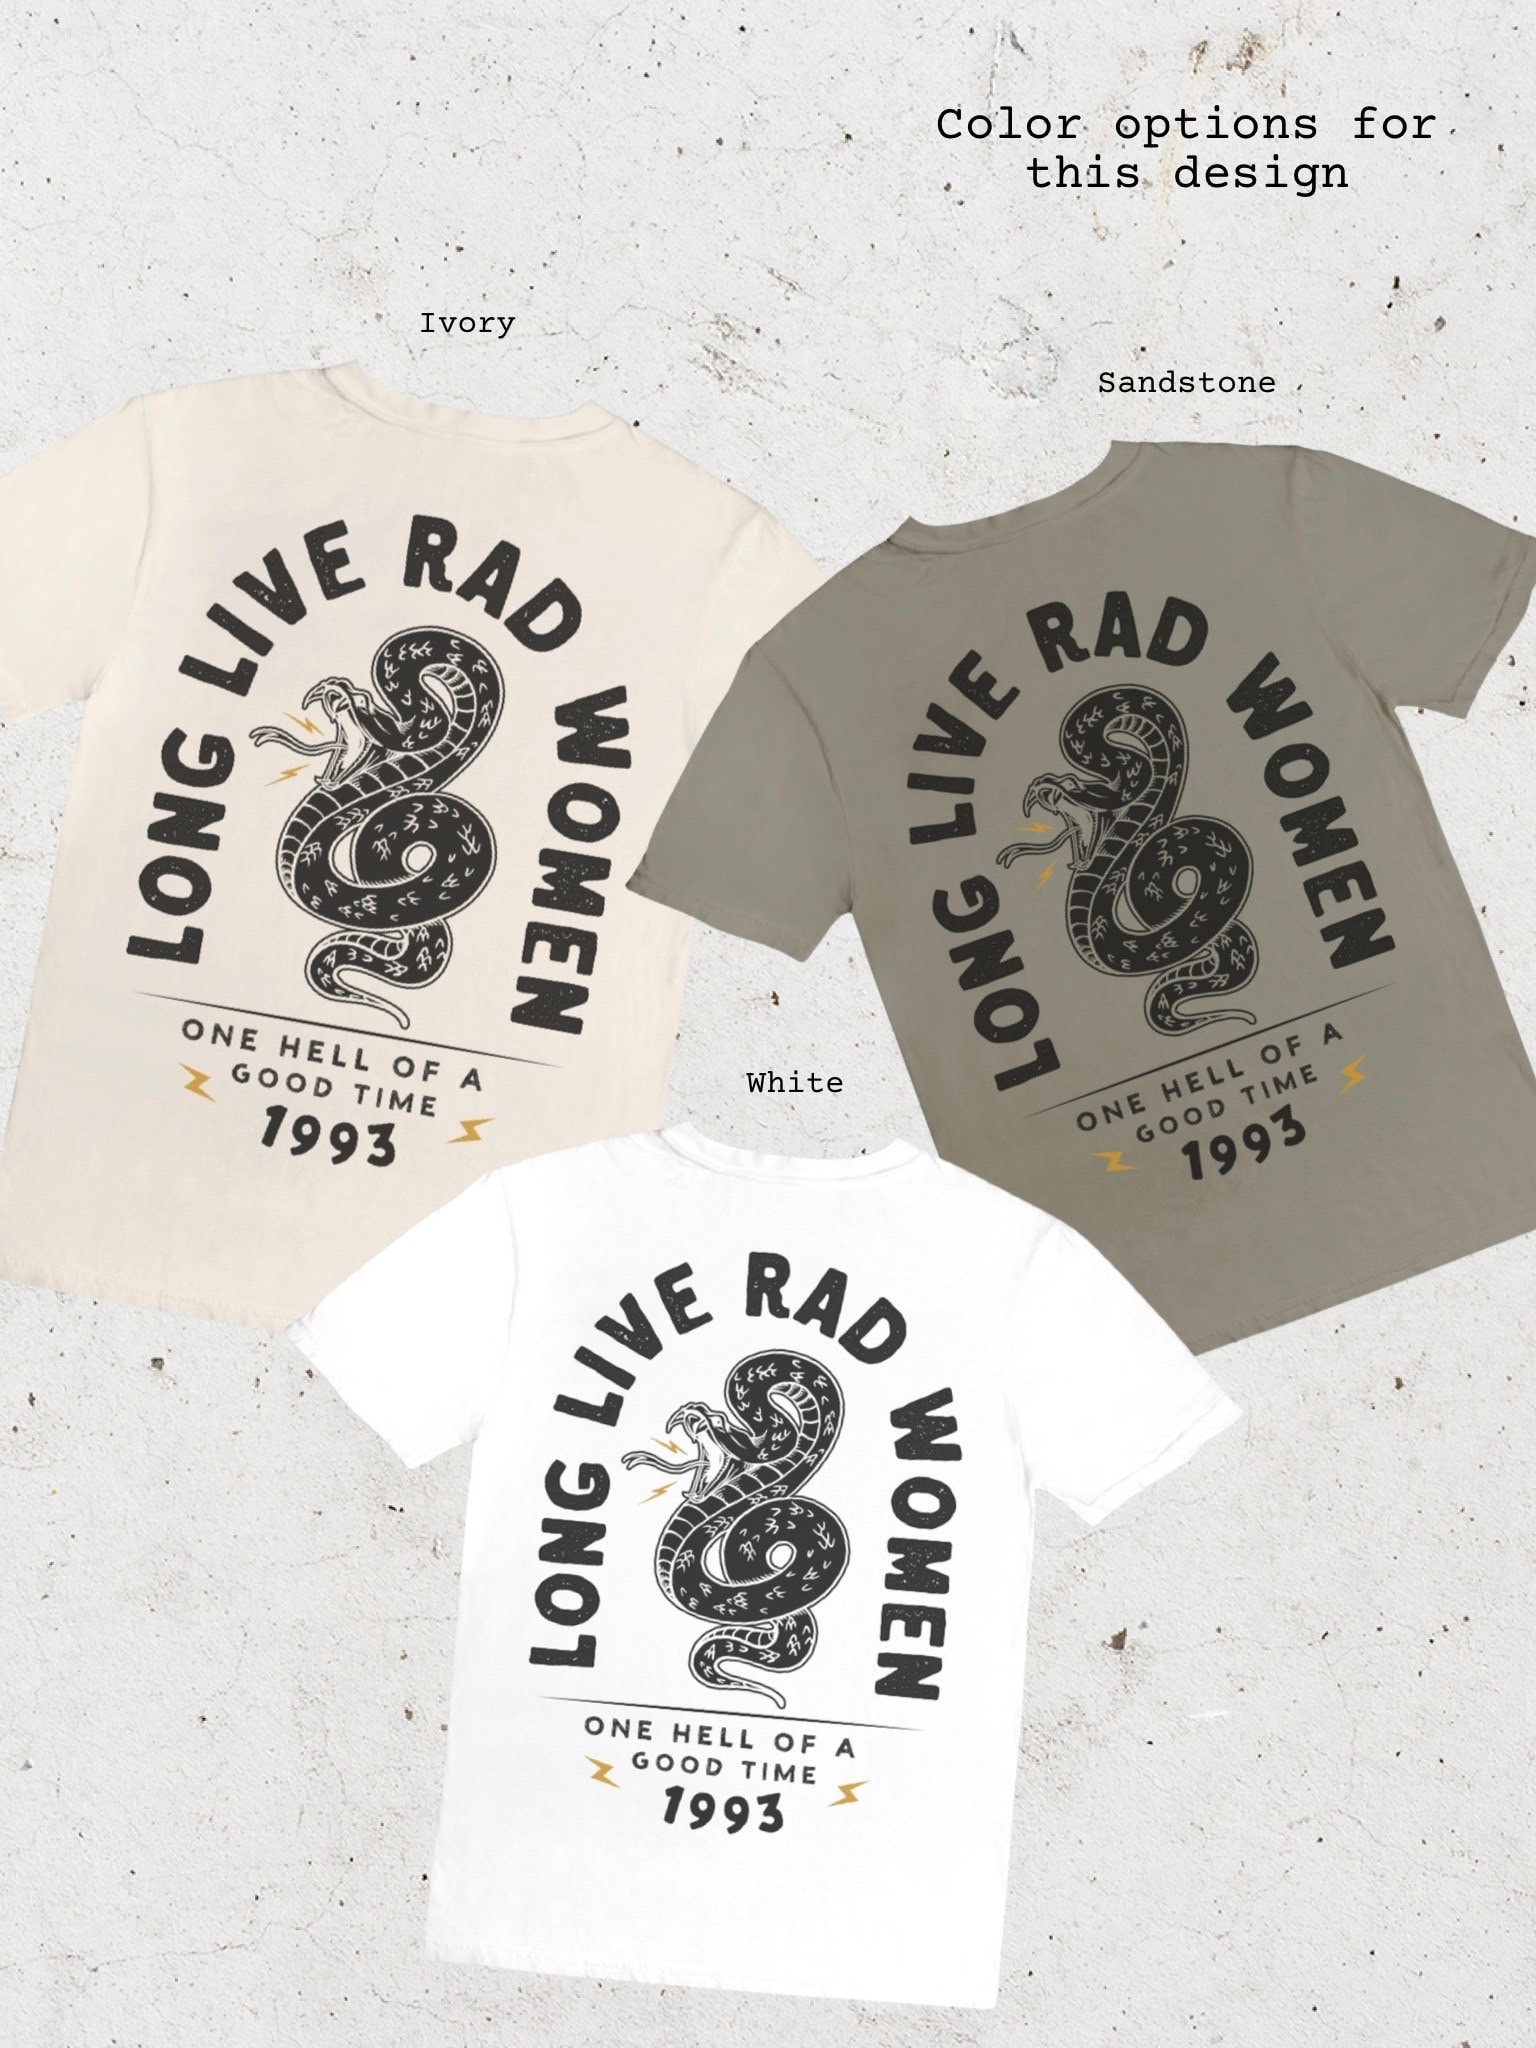 Color options for
this design
Ivory
LONG LIVE RAD WOMEN
ONE HELL OF A
GOOD TIME
1993
Sandstone
LONG LIVE RAD WOMEN
ONE HELL OF A
GOOD TIME
1993
White
LONG LIVE RAD WOMEN
ONE HELL OF A
GOOD TIME
1993